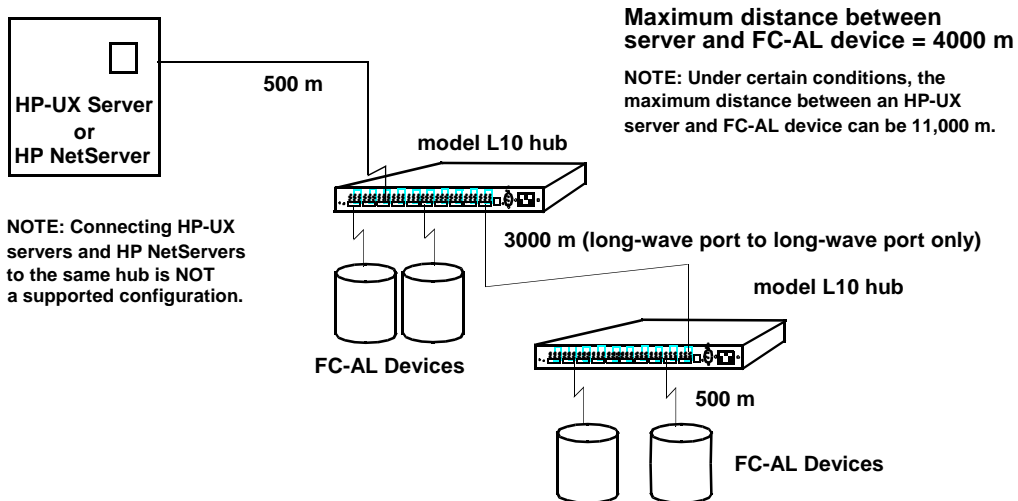 Maximum distance between
server and FC-AL device = 4000 m
NOTE: Under certain conditions, the
maximum distance between an HP-UX
server and FC-AL device can be 11,000 m.
HP-UX Server
or
HP NetServer
500 m
model L10 hub
NOTE: Connecting HP-UX
servers and HP NetServers
to the same hub is NOT
a supported configuration.
3000 m (long-wave port to long-wave port only)
model L10 hub
FC-AL Devices
500 m
FC-AL Devices